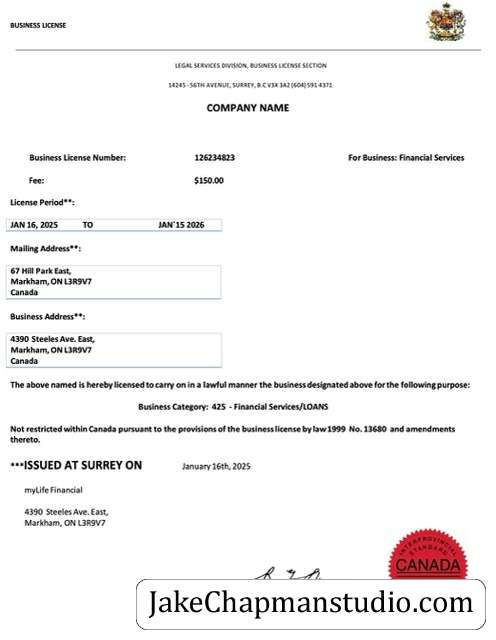 BUSINESS LICENSE
LEGAL SERVICES DIVISION, BUSINESS LICENSE SECTION
14245 - 56TH AVENUE, SURREY, B.C V3X 3A2 (604) 591 4371
COMPANY NAME
Business License Number: 126234823 For Business: Financial Services
Fee: $150.00
License Period**:
JAN 16, 2025 TO JAN`15 2026
Mailing Address**:
67 Hill Park East,
Markham, ON L3R9V7
Canada
Business Address**:
4390 Steeles Ave. East,
Markham, ON L3R9V7
Canada
The above named is hereby licensed to carry on in a lawful manner the business designated above for the following purpose:
Business Category: 425 - Financial Services/LOANS
Not restricted within Canada pursuant to the provisions of the business license by law 1999 No. 13680 and amendments
thereto.
***ISSUED AT SURREY ON January 16th, 2025
myLife Financial
4390 Steeles Ave. East,
Markham, ON L3R9V7
INTERPROVINCIAL
STANDARD
CANADA
JakeChapmanstudio.com